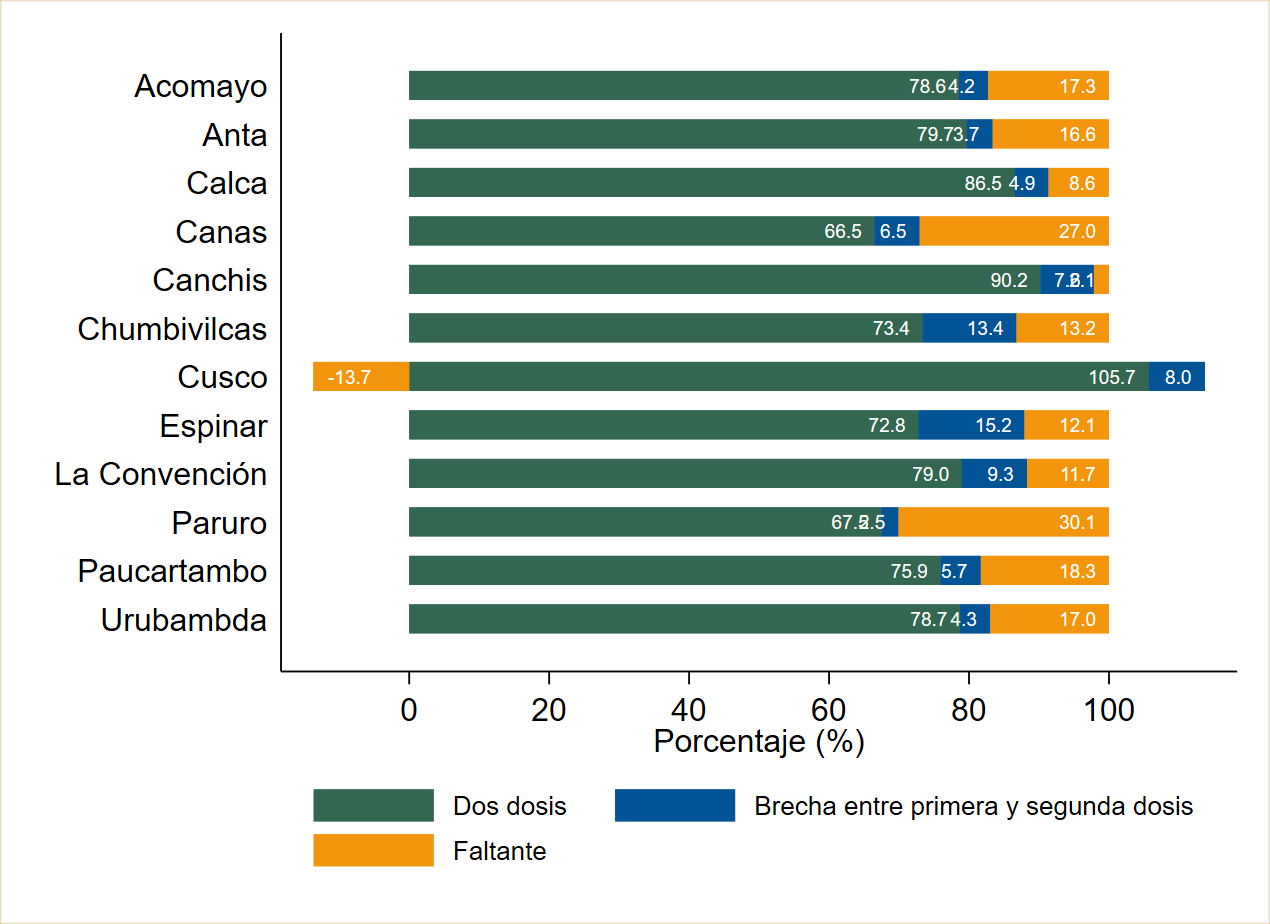 Acomayo 78.6 4.2 17.3
Anta 79.7 3.7 16.6
Calca 86.5 4.9 8.6
Canas 66.5 6.5 27.0
Canchis 90.2 2.1
Chumbivilcas 73.4 13.4 13.2
Cusco -13.7 105.7 8.0
Espinar 72.8 15.2 12.1
La Convención 79.0 9.3 11.7
Paruro 2.5 30.1
Paucartambo 75.9 5.7 18.3
Urubambda 78.7 4.3 17.0
0 20 40 60 80 100
Porcentaje (%)
Dos dosis Brecha entre primera y segunda dosis
Faltante